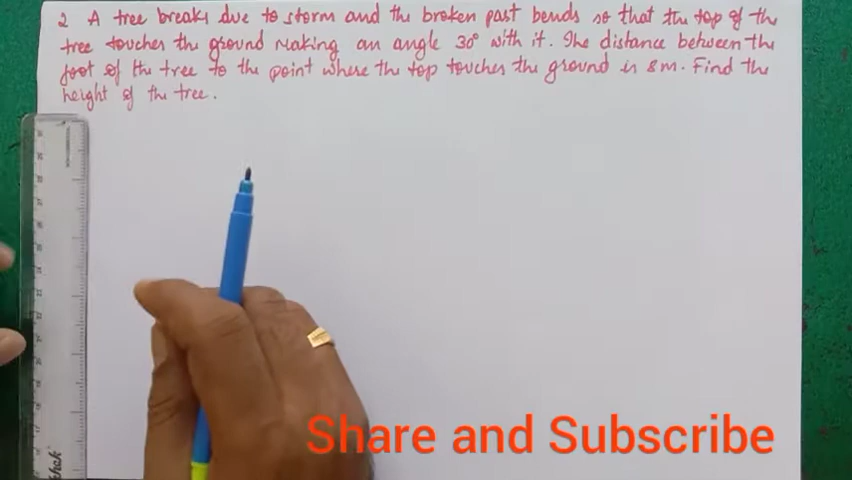 2 A tree breaks due to storm and the broken part bends so that the top of the
tree touches the ground making an angle 30° with it. The distance between the
foot of the tree to the point where the top touches the ground is 8m. Find the
height of the tree.
Share and Subscribe